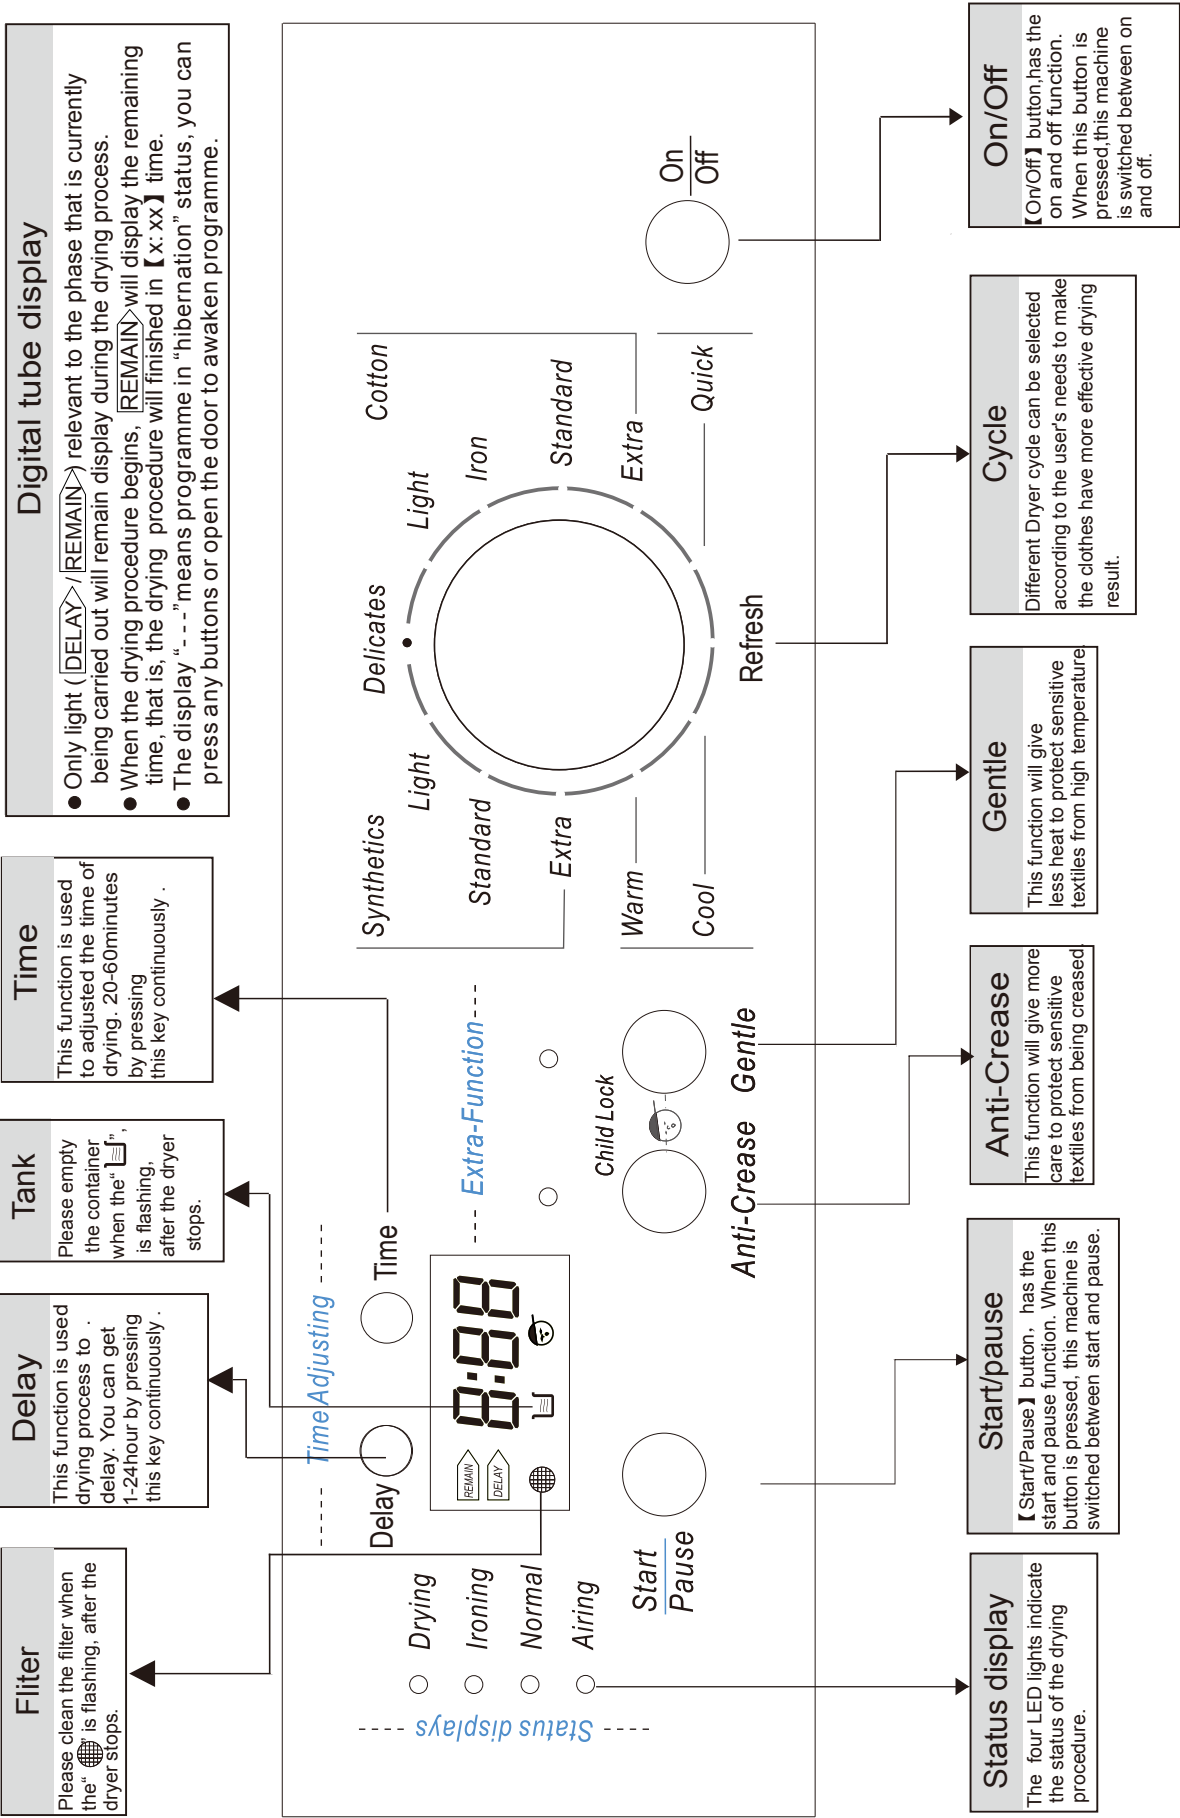 Fliter
Please clean the filter when
the“ ” is flashing, after the
dryer stops.
Delay
This function is used
drying process to .
delay. You can get
1-24hour by pressing
this key continuously .
Tank
Please empty
the container
when the“ ”,
is flashing,
after the dryer
stops.
Time
This function is used
to adjusted the time of
drying. 20-60minutes
by pressing
this key continuously .
Digital tube display
● Only light ( DELAY / REMAIN ) relevant to the phase that is currently
being carried out will remain display during the drying process.
● When the drying procedure begins, REMAIN will display the remaining
time, that is, the drying procedure will finished in【x: xx】time.
● The display “- - -”means programme in “hibernation” status, you can
press any buttons or open the door to awaken programme.
Status displays
Drying
Ironing
Normal
Airing
Time Adjusting
Delay
Time
REMAIN
DELAY
8:88
Start
Pause
Extra-Function
Child Lock
Anti-Crease
Gentle
Synthetics
Light
Standard
Extra
Warm
Cool
Delicates
Refresh
Cotton
Light
Iron
Standard
Extra
Quick
On
Off
Status display
The four LED lights indicate
the status of the drying
procedure.
Start/pause
【Start/Pause】button, has the
start and pause function. When this
button is pressed, this machine is
switched between start and pause.
Anti-Crease
This function will give more
care to protect sensitive
textiles from being creased.
Gentle
This function will give
less heat to protect sensitive
textiles from high temperature.
Cycle
Different Dryer cycle can be selected
according to the user's needs to make
the clothes have more effective drying
result.
On/Off
【On/Off】button,has the
on and off function.
When this button is
pressed,this machine
is switched between on
and off.